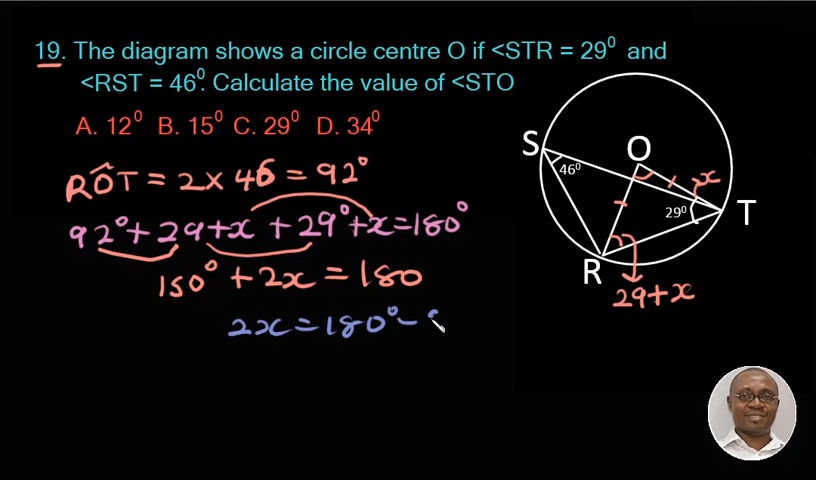 19. The diagram shows a circle centre O if <STR = 29⁰ and
<RST = 46⁰. Calculate the value of <STO
A. 12⁰ B. 15⁰ C. 29⁰ D. 34⁰
RÔT = 2 × 46 = 92°
92° + 29 + x + 29° + x = 180°
150° + 2x = 180
2x = 180° -
S
46⁰
O
x
29⁰
T
R
29+x